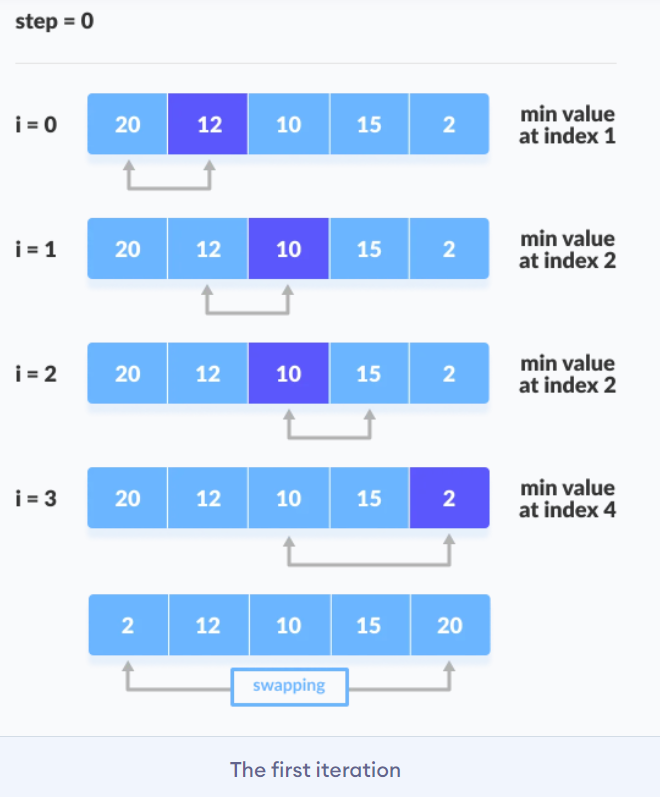 step = 0
i = 0 20 12 10 15 2 min value
at index 1
i = 1 20 12 10 15 2 min value
at index 2
i = 2 20 12 10 15 2 min value
at index 2
i = 3 20 12 10 15 2 min value
at index 4
2 12 10 15 20
swapping
The first iteration